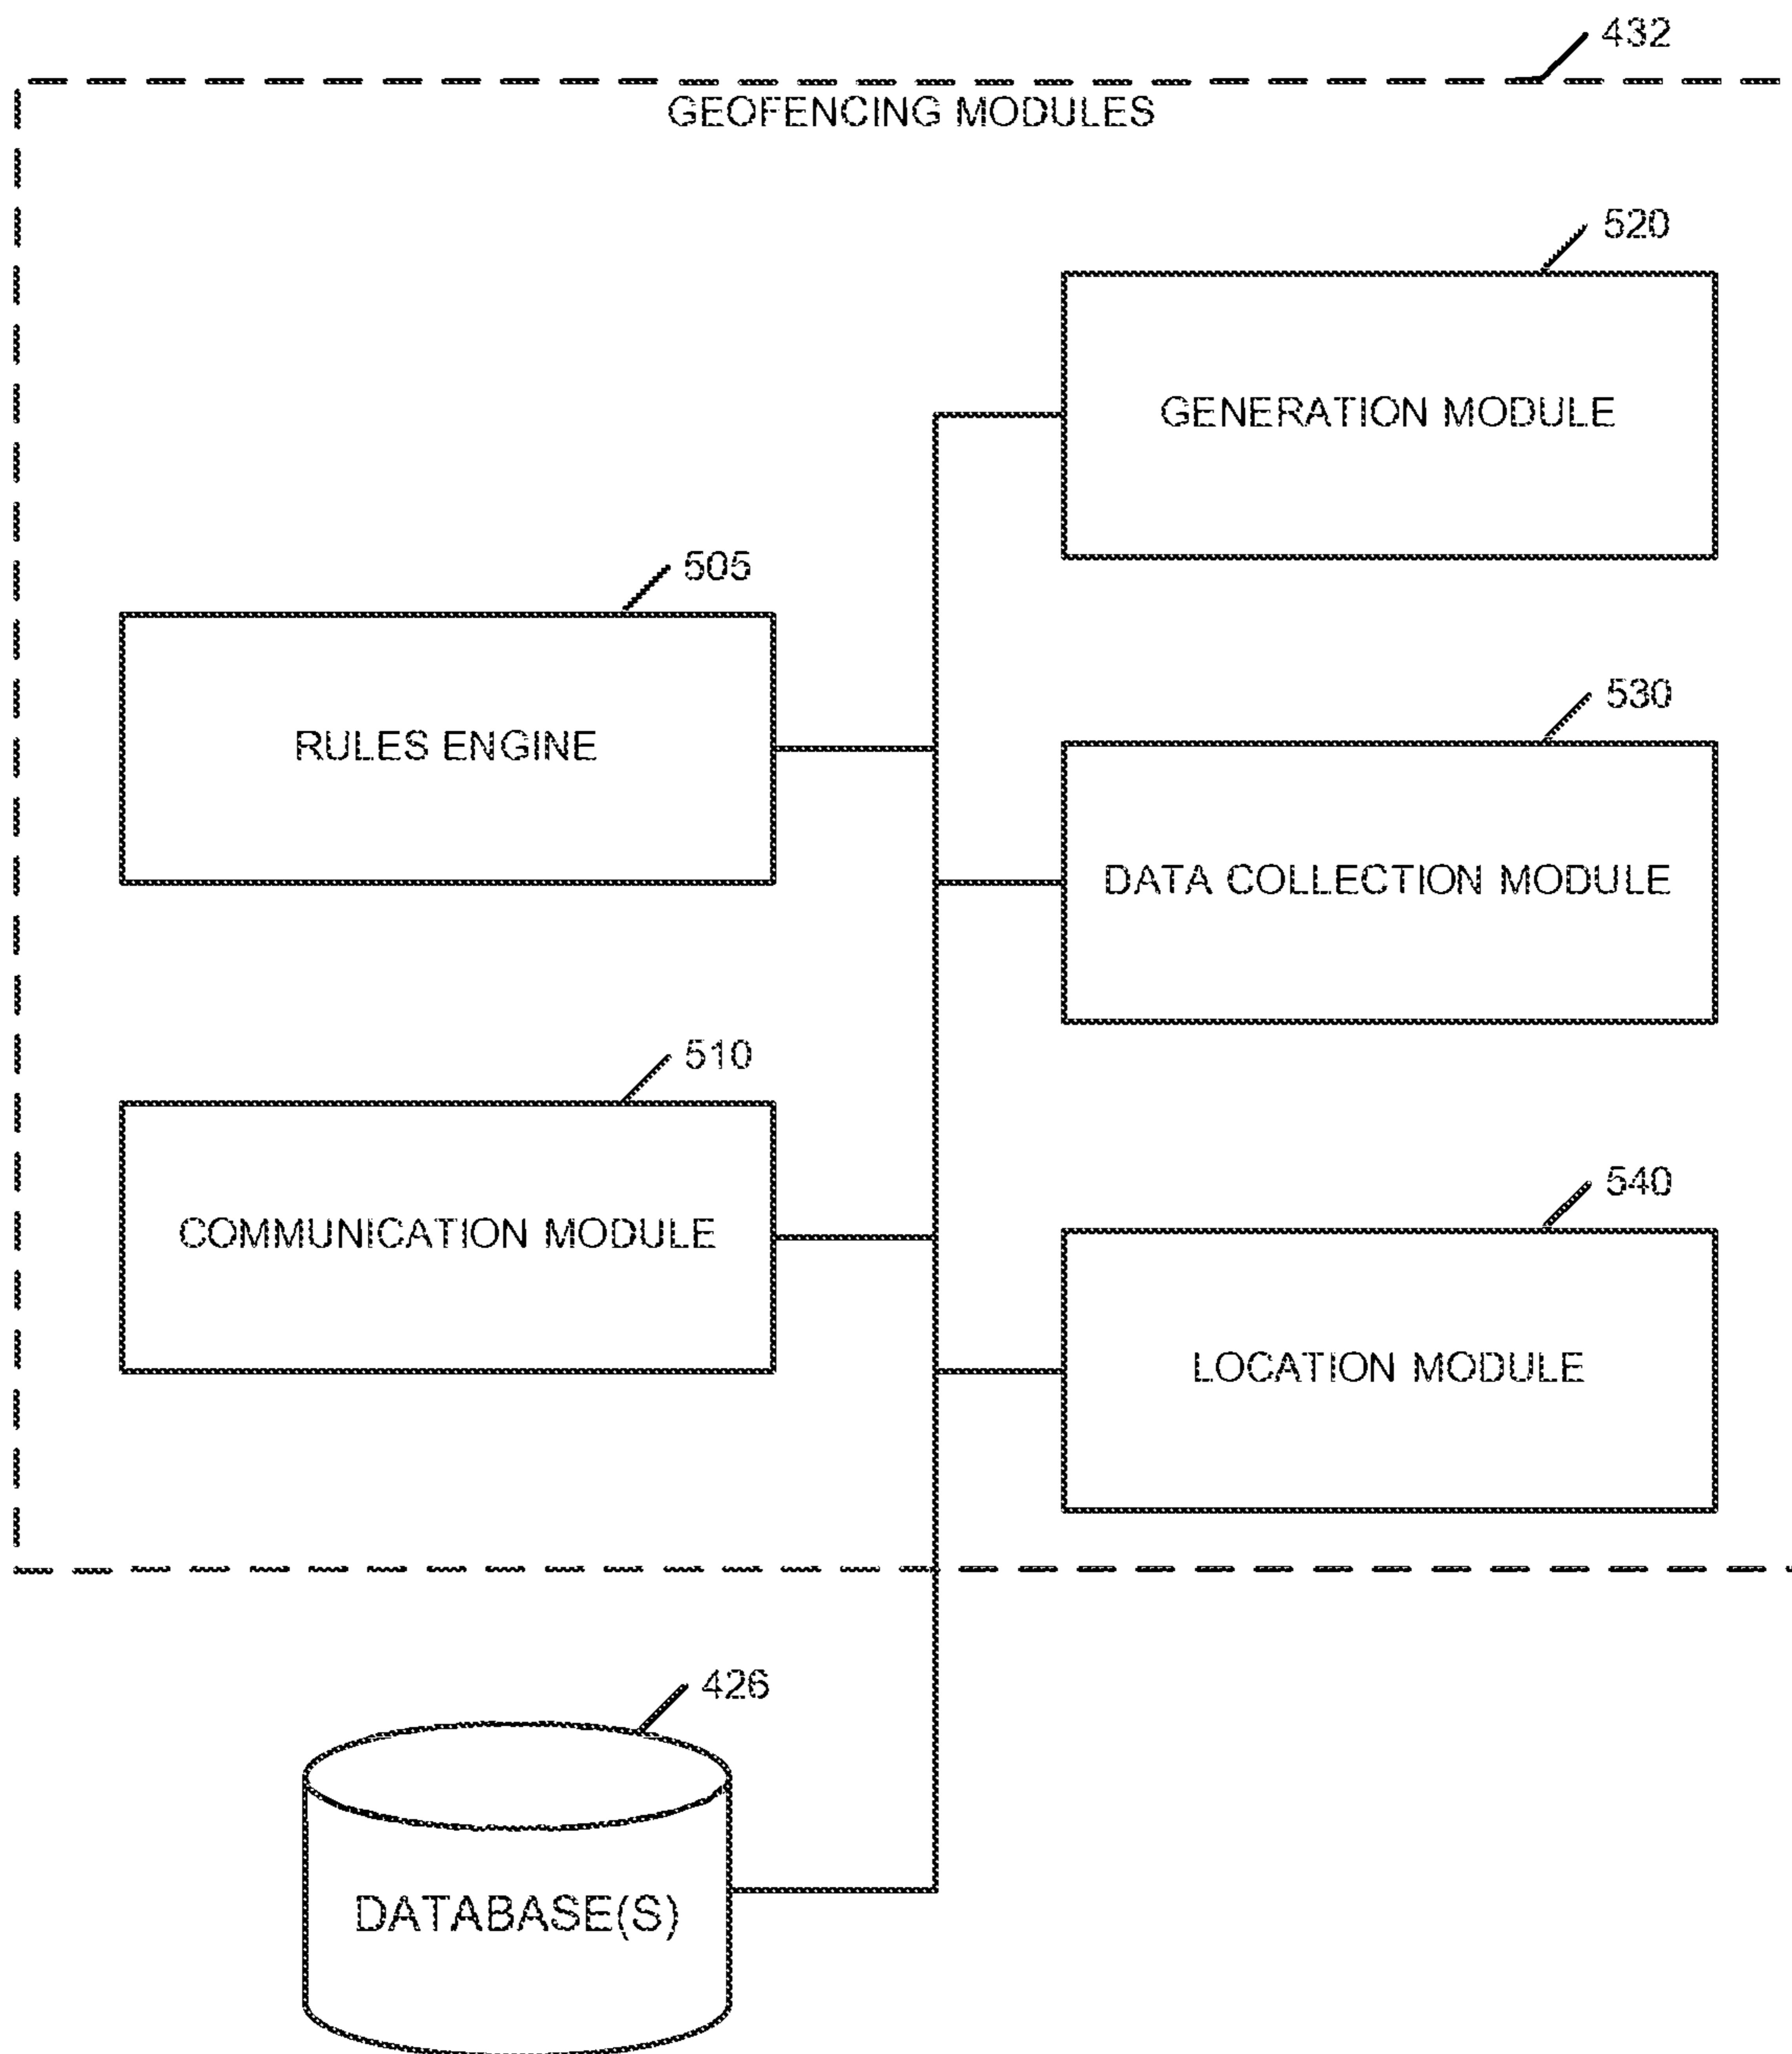 432
GEOFENCING MODULES
520
GENERATION MODULE
505
RULES ENGINE
530
DATA COLLECTION MODULE
510
COMMUNICATION MODULE
540
LOCATION MODULE
426
DATABASE(S)